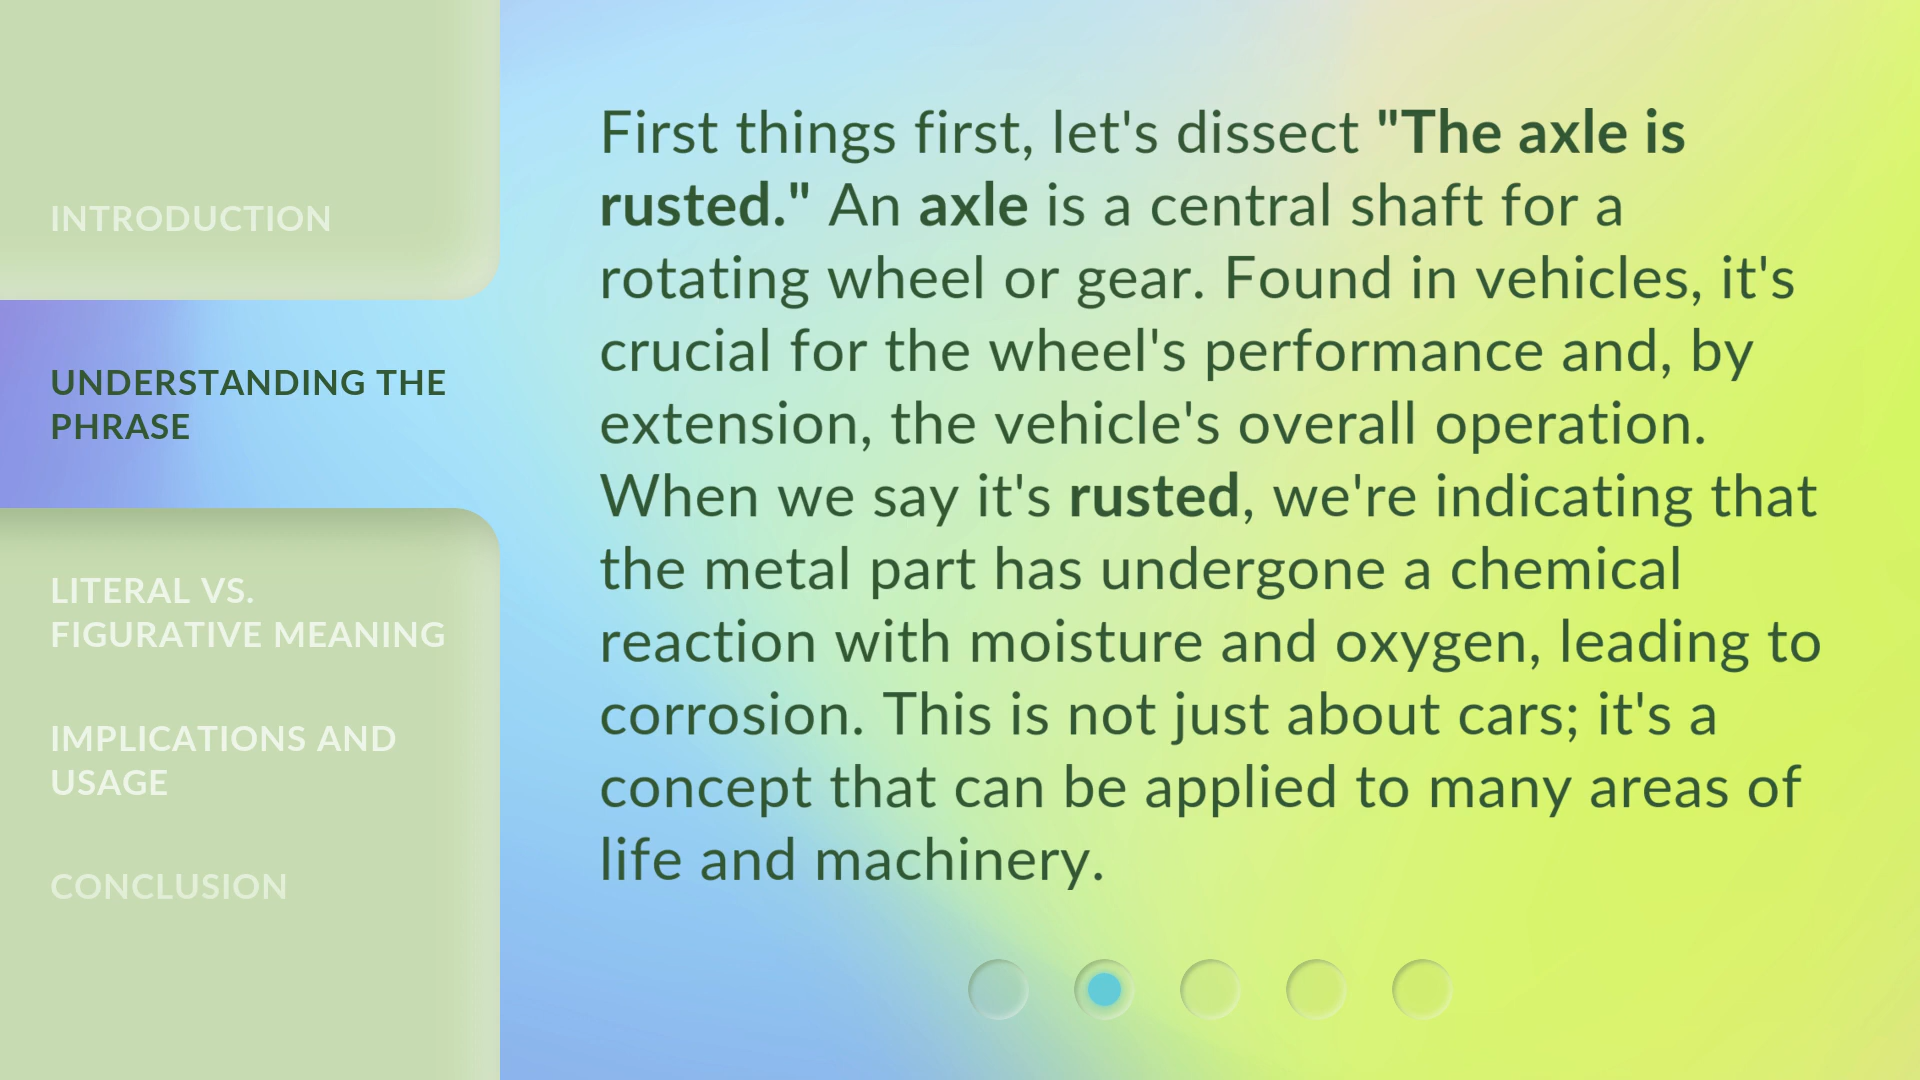 INTRODUCTION
UNDERSTANDING THE
PHRASE
LITERAL VS.
FIGURATIVE MEANING
IMPLICATIONS AND
USAGE
CONCLUSION
First things first, let's dissect "The axle is
rusted." An axle is a central shaft for a
rotating wheel or gear. Found in vehicles, it's
crucial for the wheel's performance and, by
extension, the vehicle's overall operation.
When we say it's rusted, we're indicating that
the metal part has undergone a chemical
reaction with moisture and oxygen, leading to
corrosion. This is not just about cars; it's a
concept that can be applied to many areas of
life and machinery.